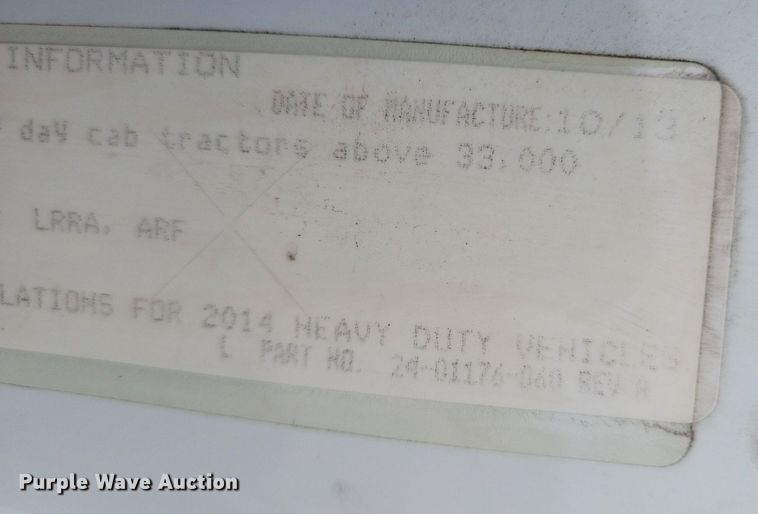 INFORMATION
DATE OF MANUFACTURE:10/13
day cab tractors above 33,000
LRRA, ARF
LATIONS FOR 2014 HEAVY DUTY VEHICLES
L PART NO. 24-01176-060 REV A
Purple Wave Auction